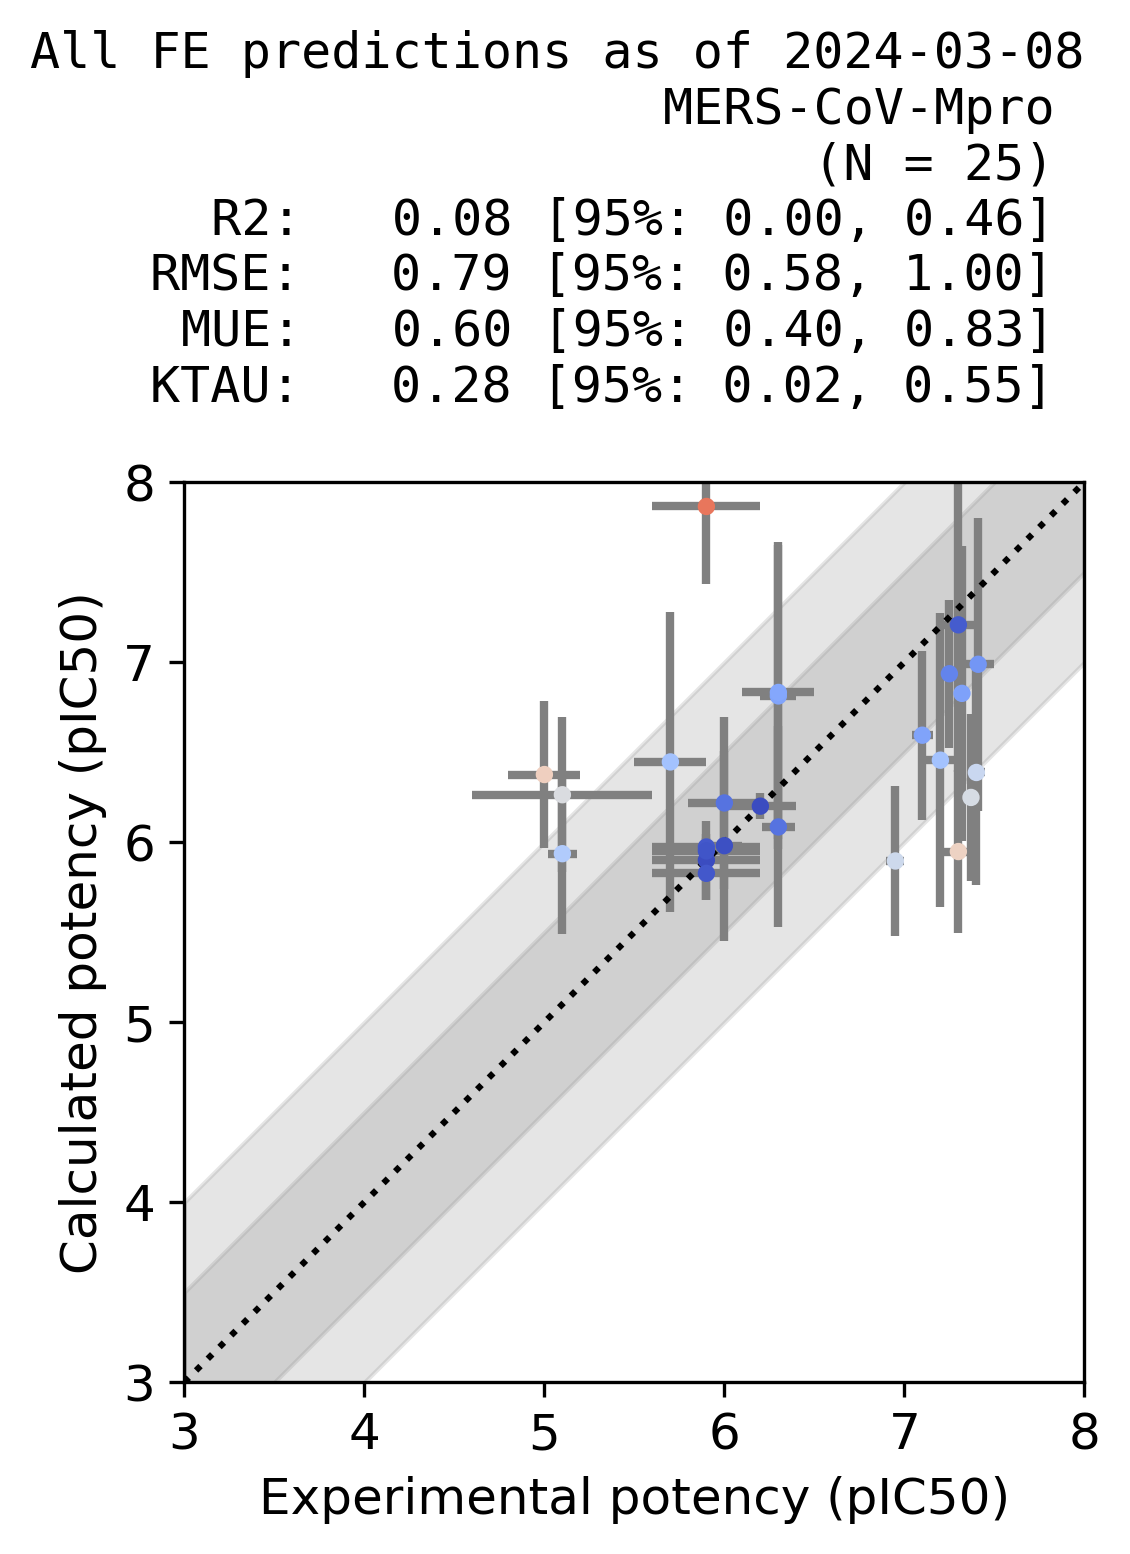 All FE predictions as of 2024-03-08
MERS-CoV-Mpro
(N = 25)
R2: 0.08 [95%: 0.00, 0.46]
RMSE: 0.79 [95%: 0.58, 1.00]
MUE: 0.60 [95%: 0.40, 0.83]
KTAU: 0.28 [95%: 0.02, 0.55]
8
7
6
5
4
3
Calculated potency (pIC50)
3 4 5 6 7 8
Experimental potency (pIC50)